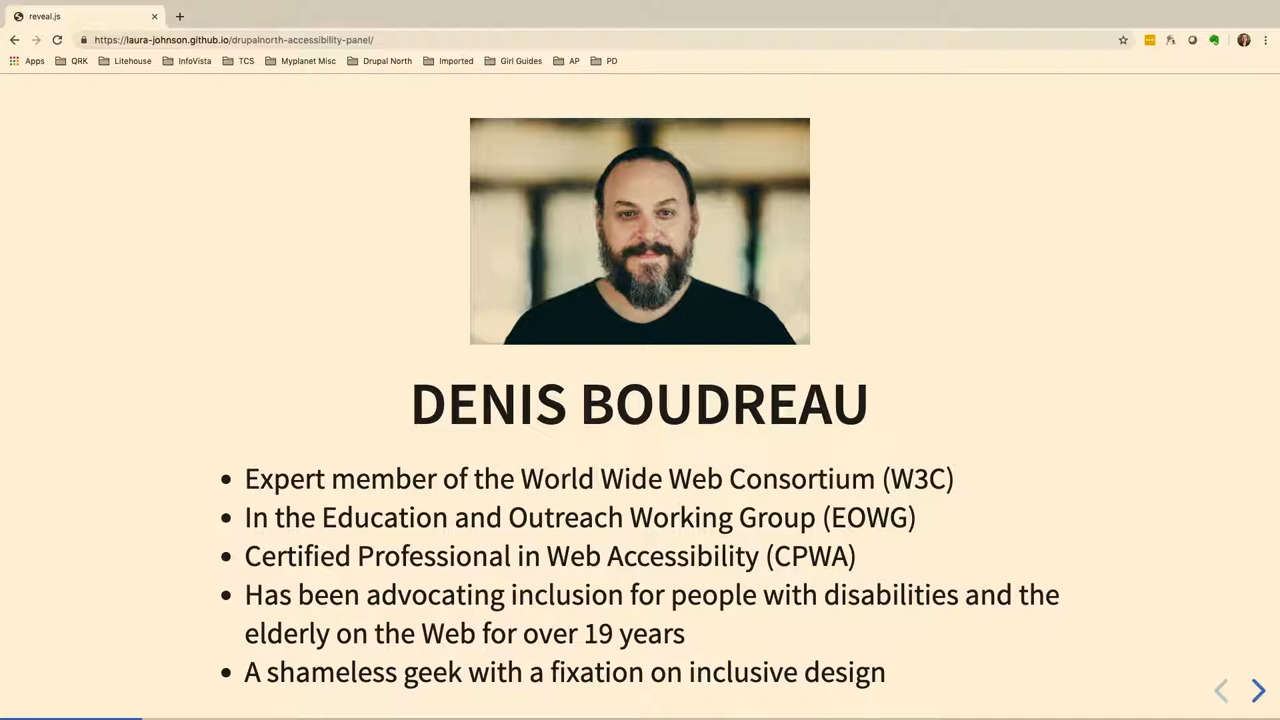 reveal.js
https://laura-johnson.github.io/drupalnorth-accessibility-panel/
Apps QRK Litehouse InfoVista TCS Myplanet Misc Drupal North Imported Girl Guides AP PD
DENIS BOUDREAU
• Expert member of the World Wide Web Consortium (W3C)
• In the Education and Outreach Working Group (EOWG)
• Certified Professional in Web Accessibility (CPWA)
• Has been advocating inclusion for people with disabilities and the
elderly on the Web for over 19 years
• A shameless geek with a fixation on inclusive design